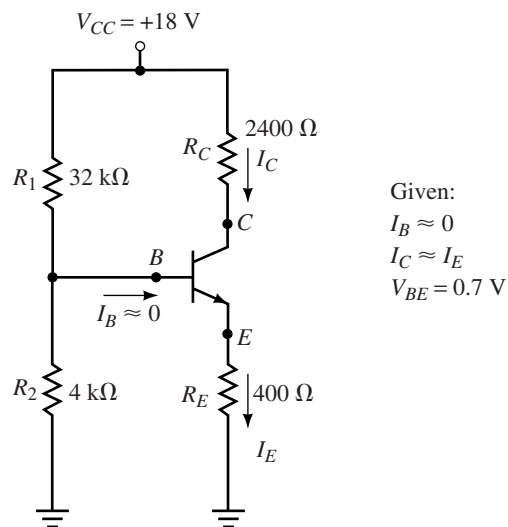 V_CC = +18 V
2400 Ω
R_C
I_C
R_1
32 kΩ
C
Given:
I_B ≈ 0
I_C ≈ I_E
V_BE = 0.7 V
B
I_B ≈ 0
E
R_2
4 kΩ
R_E
400 Ω
I_E